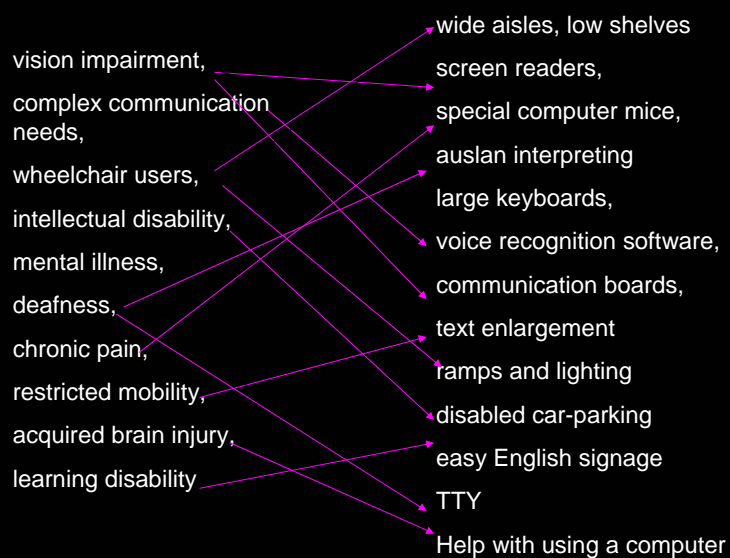 vision impairment,
complex communication
needs,
wheelchair users,
intellectual disability,
mental illness,
deafness,
chronic pain,
restricted mobility,
acquired brain injury,
learning disability
wide aisles, low shelves
screen readers,
special computer mice,
auslan interpreting
large keyboards,
voice recognition software,
communication boards,
text enlargement
ramps and lighting
disabled car-parking
easy English signage
TTY
Help with using a computer